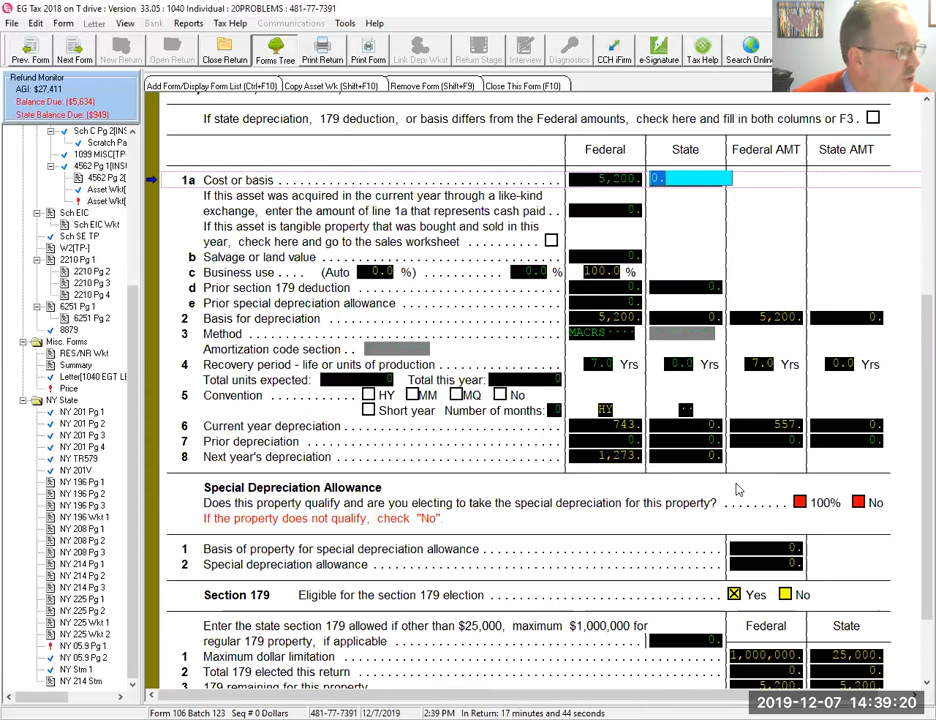 EG Tax 2018 on T drive: Version 33.05 : 1040 Individual : 20PROBLEMS : 481-77-7391
File Edit Form Letter View Bank Reports Tax Help Communications Tools Help
Prev. Form Next Form New Return Open Return Close Return Forms Tree Print Return Print Form Link Depr Wkst Return Stage Interview Diagnostics CCH iFirm e-Signature Tax Help Search Online
Refund Monitor
AGI: $27,411
Balance Due: ($5,634)
State Balance Due: ($949)
Add Form/Display Form List (Ctrl+F10) Copy Asset Wk (Shift+F10) Remove Form (Shift+F9) Close This Form (F10)
Sch C Pg 2[INS
Scratch Pa
1099 MISC[TP-
4562 Pg 1[INS
4562 Pg 2[
Asset Wkt[
Asset Wkt[
Sch EIC
Sch EIC Wkt
Sch SE TP
W2[TP-]
2210 Pg 1
2210 Pg 2
2210 Pg 3
2210 Pg 4
6251 Pg 1
6251 Pg 2
8879
Misc. Forms
RES/NR Wkt
Summary
Letter[1040 EGT LE
Price
NY State
NY 201 Pg 1
NY 201 Pg 2
NY 201 Pg 3
NY 201 Pg 4
NY TR579
NY 201V
NY 196 Pg 1
NY 196 Pg 2
NY 196 Pg 3
NY 196 Wkt 1
NY 208 Pg 1
NY 208 Pg 2
NY 214 Pg 1
NY 214 Pg 3
NY 225 Pg 1
NY 225 Pg 2
NY 225 Wkt 1
NY 225 Wkt 2
NY 05.9 Pg 1
NY 05.9 Pg 2
NY Stm 1
NY 214 Stm
If state depreciation, 179 deduction, or basis differs from the Federal amounts, check here and fill in both columns or F3 .
Federal State Federal AMT State AMT
1a Cost or basis 5,200. 0.
If this asset was acquired in the current year through a like-kind
exchange, enter the amount of line 1a that represents cash paid . . 0.
If this asset is tangible property that was bought and sold in this
year, check here and go to the sales worksheet
b Salvage or land value 0.
c Business use (Auto 0.0 %) 0.0 % 100.0 %
d Prior section 179 deduction 0. 0.
e Prior special depreciation allowance 0.
2 Basis for depreciation 5,200. 0. 5,200. 0.
3 Method MACRS
Amortization code section . .
4 Recovery period - life or units of production 7.0 Yrs 0.0 Yrs 7.0 Yrs 0.0 Yrs
Total units expected: 0 Total this year: 0
5 Convention HY MM MQ No
Short year Number of months: 0 HY
6 Current year depreciation 743. 0. 557. 0.
7 Prior depreciation 0. 0. 0. 0.
8 Next year's depreciation 1,273. 0.
Special Depreciation Allowance
Does this property qualify and are you electing to take the special depreciation for this property? 100% No
If the property does not qualify, check "No".
1 Basis of property for special depreciation allowance 0.
2 Special depreciation allowance 0.
Section 179 Eligible for the section 179 election Yes No
Enter the state section 179 allowed if other than $25,000, maximum $1,000,000 for
regular 179 property, if applicable 0. Federal State
1 Maximum dollar limitation 1,000,000. 25,000.
2 Total 179 elected this return 0. 0.
3 179 remaining for this property 5,200. 5,200.
2019-12-07 14:39:20
Form 106 Batch 123 Seq # 0 Dollars 481-77-7391 12/7/2019 2:39 PM In Return: 17 minutes and 44 seconds